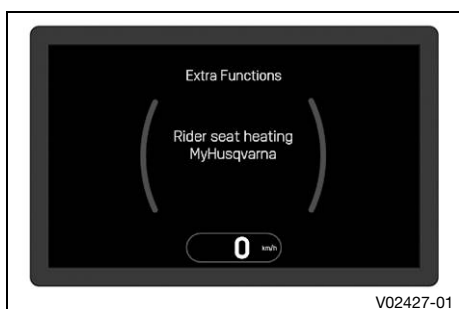 Extra Functions
Rider seat heating
MyHusqvarna
0 km/h
V02427-01